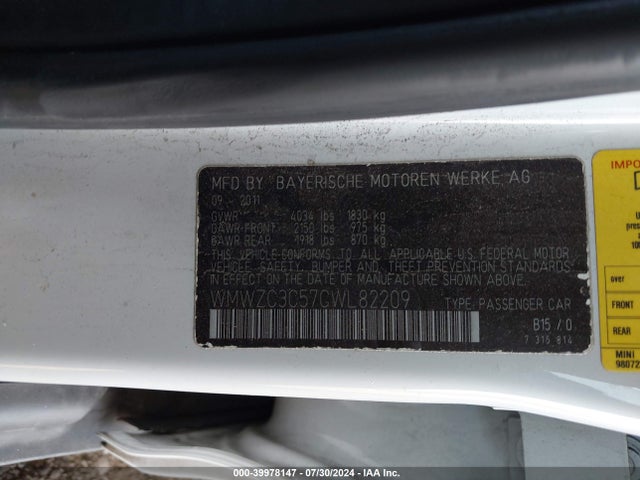 MFD BY BAYERISCHE MOTOREN WERKE AG
09 - 2011
GVWR 4034 lbs 1830 kg
GAWR-FRONT 2150 lbs 975 kg
GAWR REAR 1918 lbs 870 kg
THIS VEHICLE CONFORMS TO ALL APPLICABLE U.S. FEDERAL MOTOR
VEHICLE SAFETY, BUMPER, AND THEFT PREVENTION STANDARDS
IN EFFECT ON THE DATE OF MANUFACTURE SHOWN ABOVE.
WMWZC3C57CWL82209 TYPE: PASSENGER CAR
B15 / 0
7 315 814
IMPO
FRONT
REAR
MINI
98072
000-39978147 - 07/30/2024 - IAA Inc.